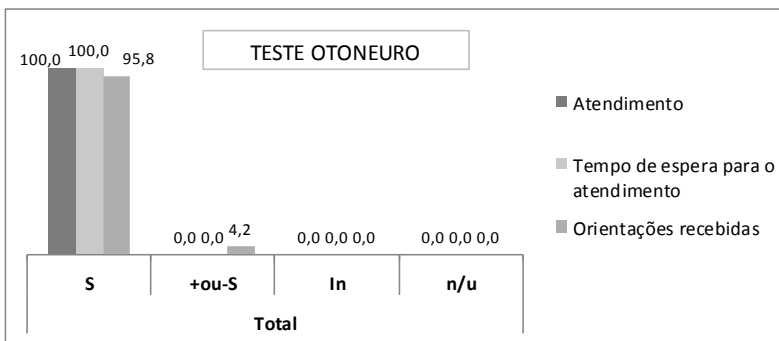 TESTE OTONEURO
100,0 100,0 95,8
0,0 0,0 4,2
0,0 0,0 0,0
0,0 0,0 0,0
S
+ou-S
In
n/u
Total
Atendimento
Tempo de espera para o
atendimento
Orientações recebidas